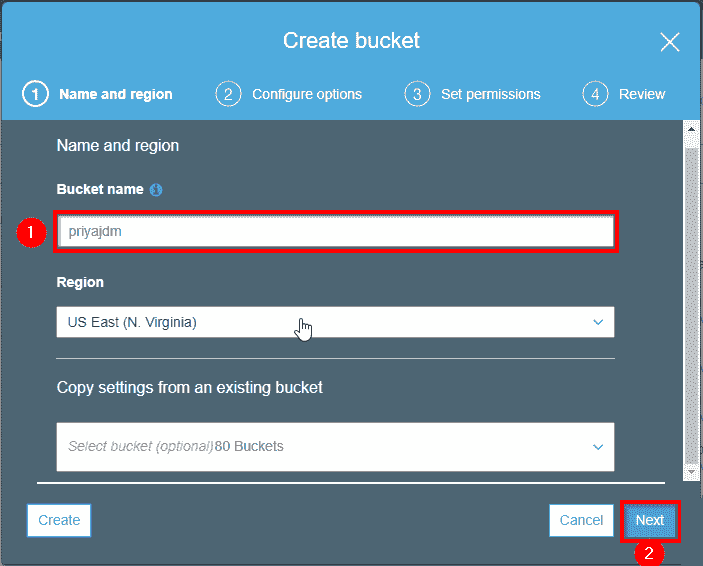 Create bucket
1 Name and region 2 Configure options 3 Set permissions 4 Review
Name and region
Bucket name
1 priyajdm
Region
US East (N. Virginia)
Copy settings from an existing bucket
Select bucket (optional)80 Buckets
Create Cancel Next
2